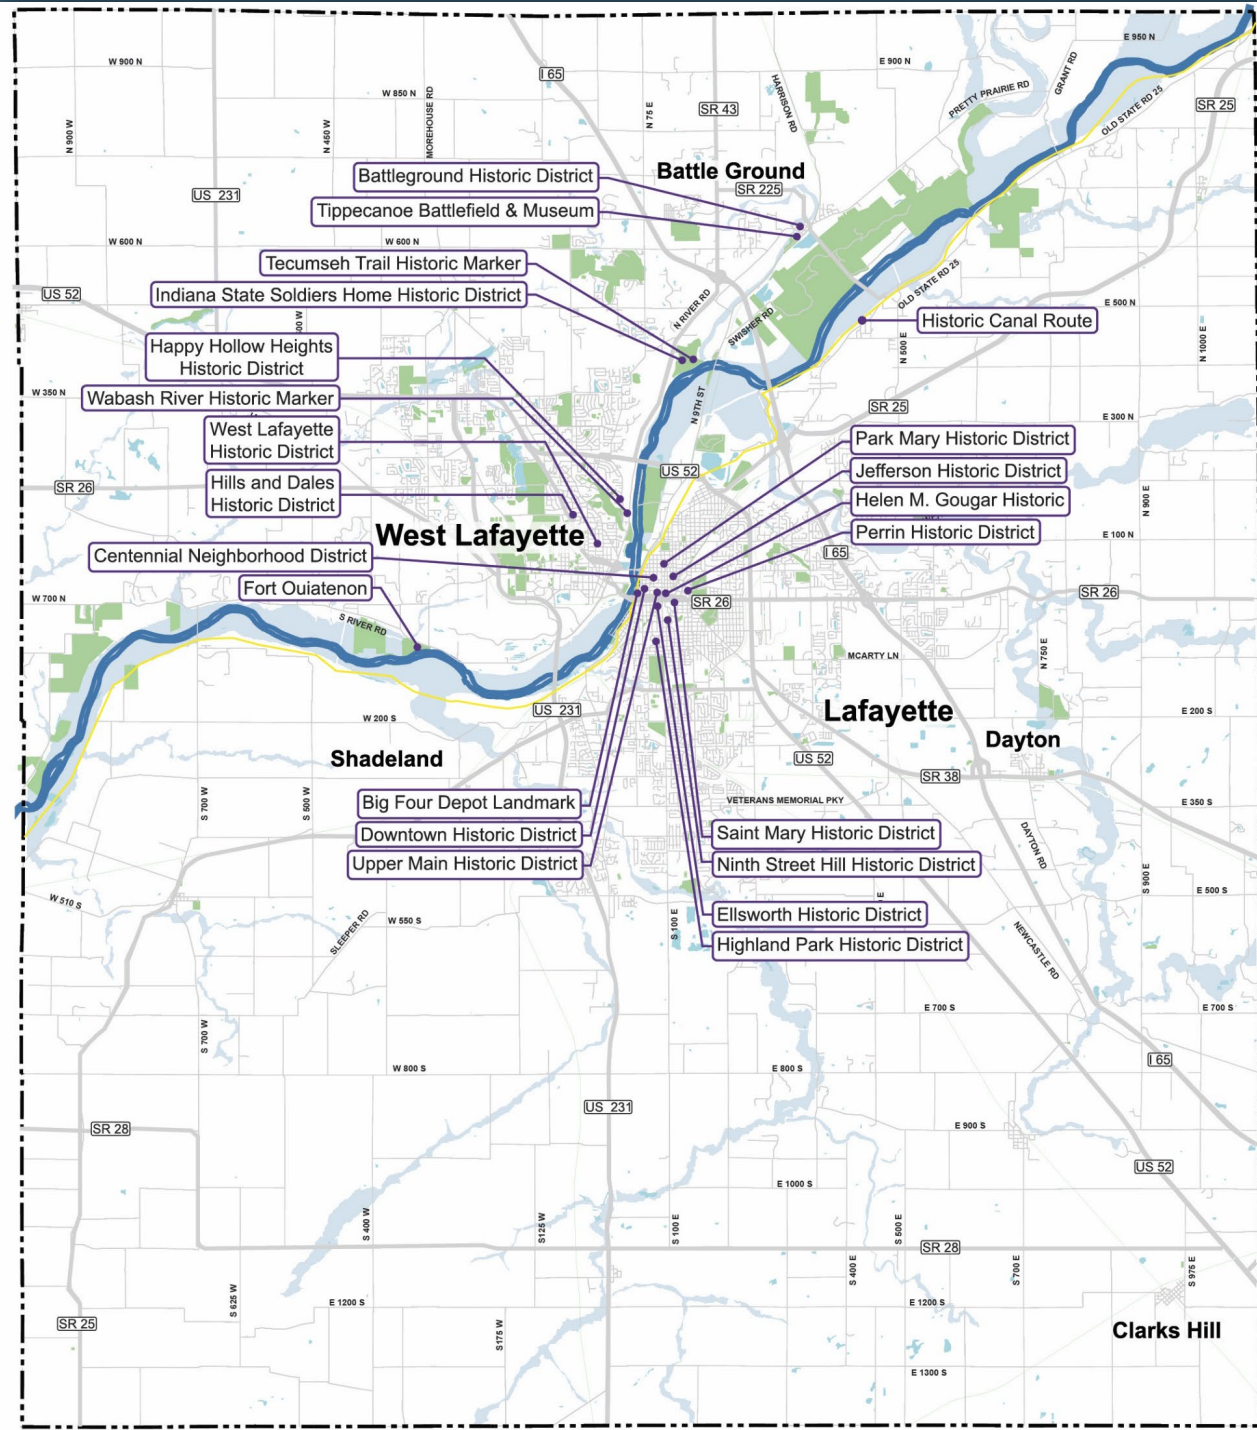 E 950 N
W 900 N
I 65
E 900 N
GRANT RD
PRETTY PRAIRIE RD
HARRISON RD
W 850 N
MOREHOUSE RD
N 75 E
SR 43
OLD STATE RD 25
SR 25
N 900 W
N 450 W
Battle Ground
Battleground Historic District
SR 225
US 231
Tippecanoe Battlefield & Museum
W 600 N
W 600 N
Tecumseh Trail Historic Marker
OLD STATE RD 25
US 52
Indiana State Soldiers Home Historic District
N RIVER RD
SWISHER RD
E 500 N
Historic Canal Route
Happy Hollow Heights
Historic District
N 500 E
N 1000 E
W 350 N
Wabash River Historic Marker
N 9TH ST
SR 25
E 300 N
West Lafayette
Historic District
Park Mary Historic District
US 52
Jefferson Historic District
SR 26
Hills and Dales
Historic District
Helen M. Gougar Historic
N 900 E
West Lafayette
Perrin Historic District
E 100 N
Centennial Neighborhood District
I 65
Fort Ouiatenon
SR 26
SR 26
W 700 N
S RIVER RD
MCARTY LN
N 750 E
US 231
Lafayette
E 200 S
W 200 S
Dayton
Shadeland
US 52
SR 38
S 700 W
S 500 W
Big Four Depot Landmark
VETERANS MEMORIAL PKY
E 350 S
Downtown Historic District
Saint Mary Historic District
DAYTON RD
Upper Main Historic District
Ninth Street Hill Historic District
S 900 E
E 500 S
W 510 S
SLEEPER RD
W 550 S
S 100 E
Ellsworth Historic District
Highland Park Historic District
NEWCASTLE RD
E 700 S
E 700 S
S 700 W
W 800 S
E 800 S
I 65
US 231
SR 28
E 900 S
US 52
E 1000 S
S 400 W
S125 W
S 100 E
S 500 E
SR 28
S 400 E
S 700 E
S 975 E
S 625 W
E 1200 S
E 1200 S
SR 25
S175 W
Clarks Hill
E 1300 S